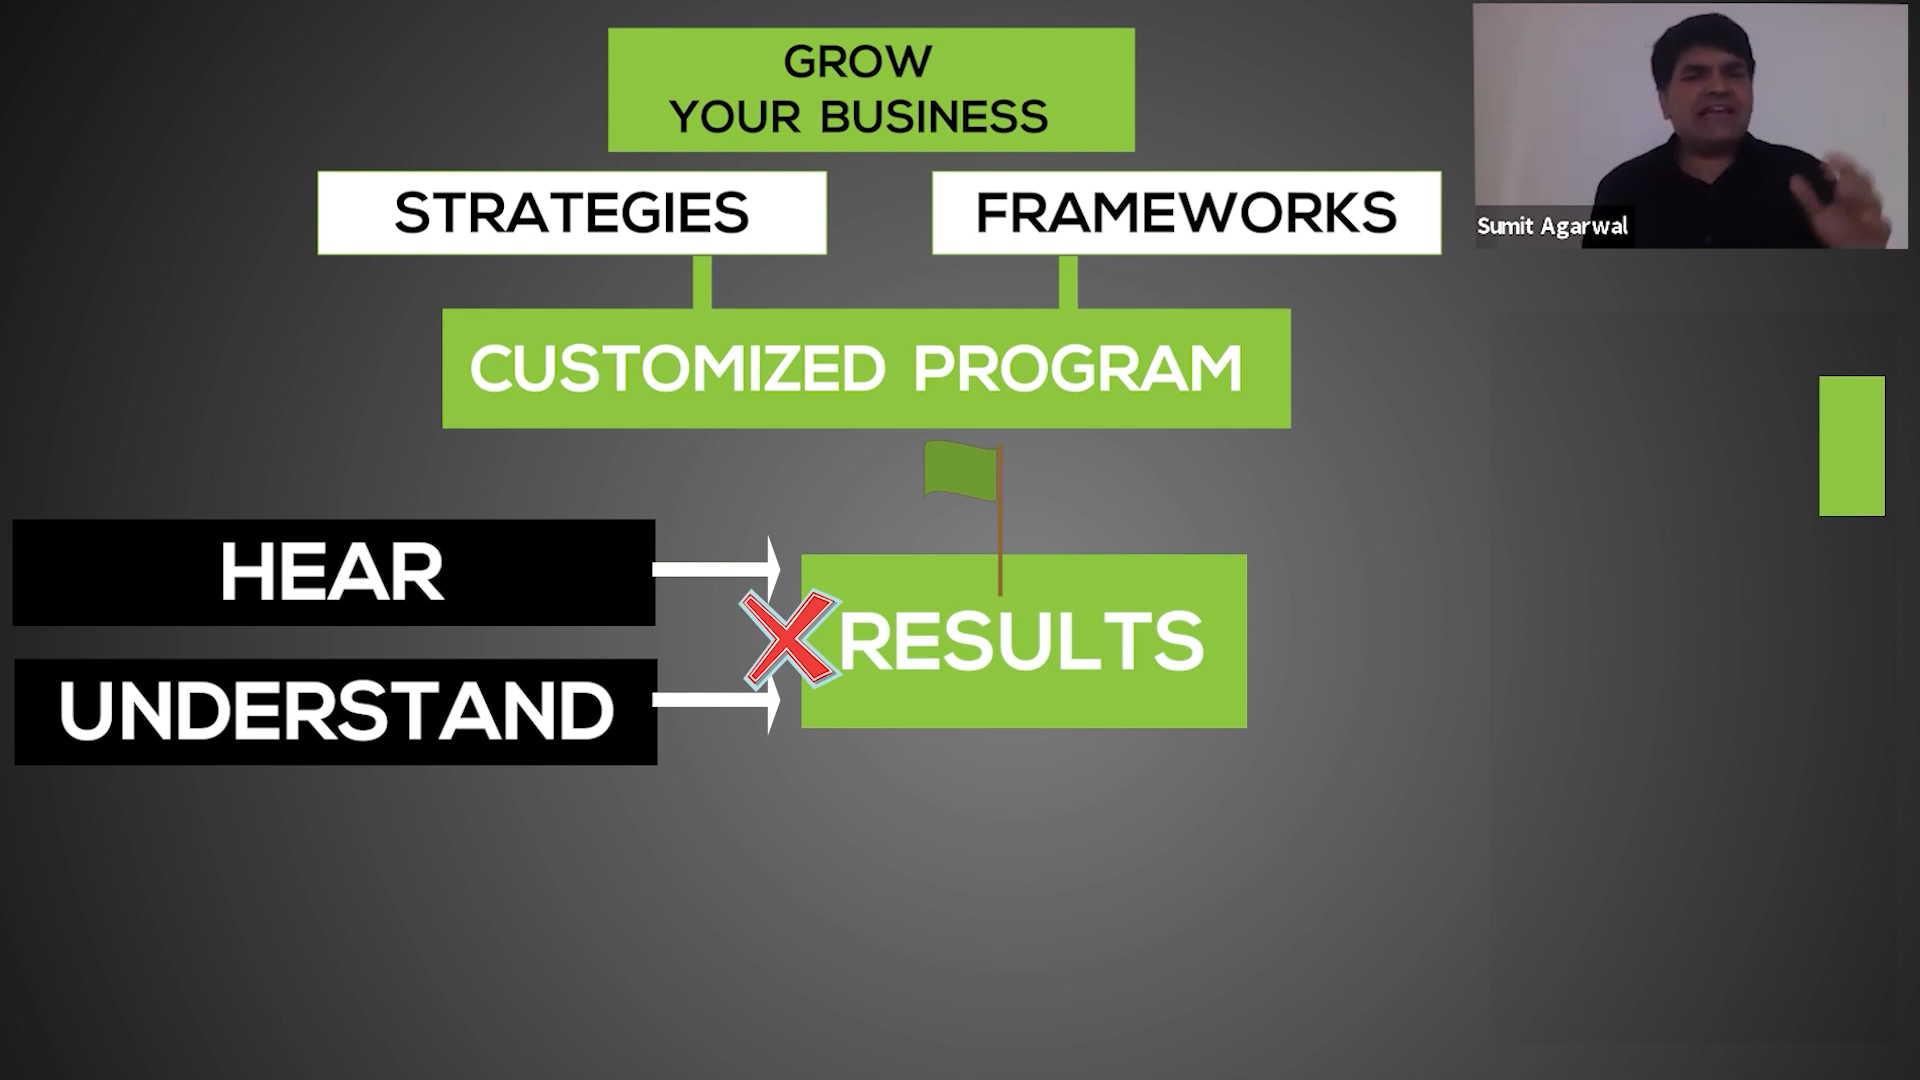 GROW
YOUR BUSINESS
STRATEGIES
FRAMEWORKS
Sumit Agarwal
CUSTOMIZED PROGRAM
HEAR
RESULTS
UNDERSTAND